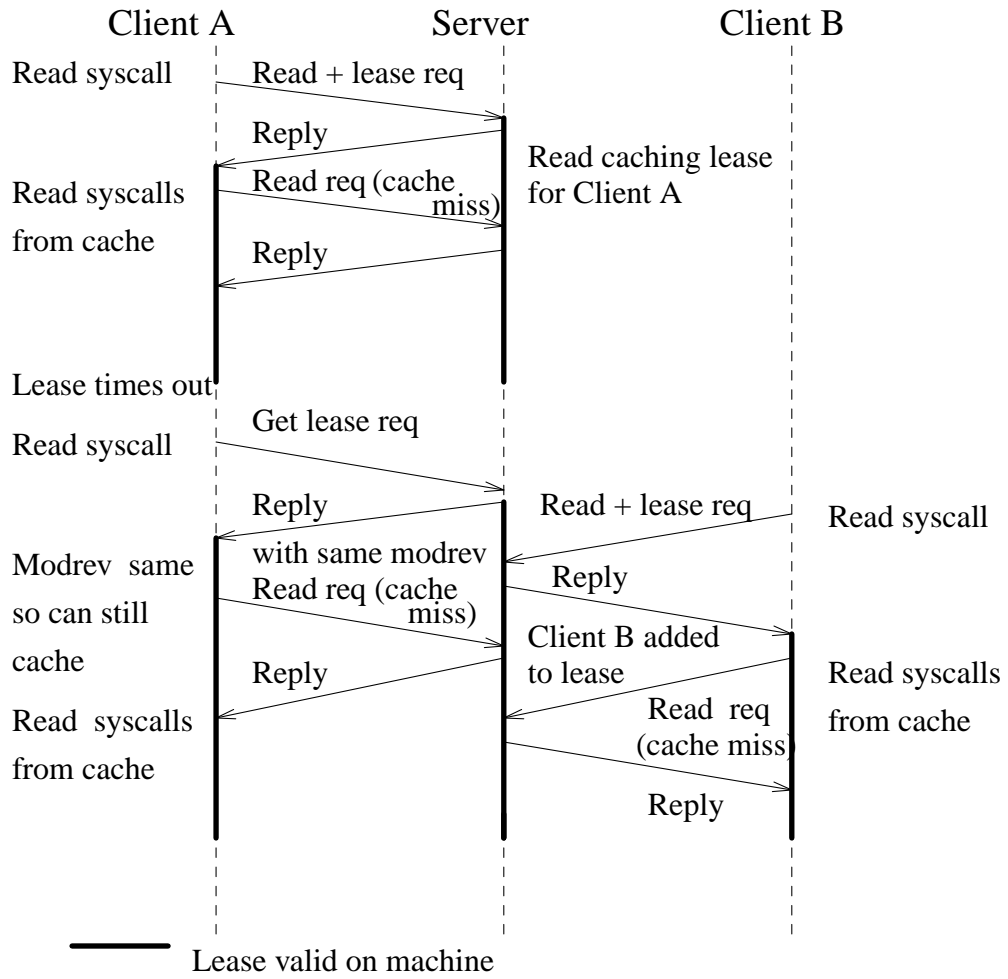 Client A
Server
Client B
Read syscall
Read + lease req
Reply
Read caching lease
for Client A
Read syscalls
from cache
Read req (cache
miss)
Reply
Lease times out
Get lease req
Read syscall
Reply
with same modrev
Read + lease req
Read syscall
Modrev same
so can still
cache
Read req (cache
miss)
Reply
Client B added
to lease
Reply
Read syscalls
from cache
Read syscalls
from cache
Read req
(cache miss)
Reply
Lease valid on machine